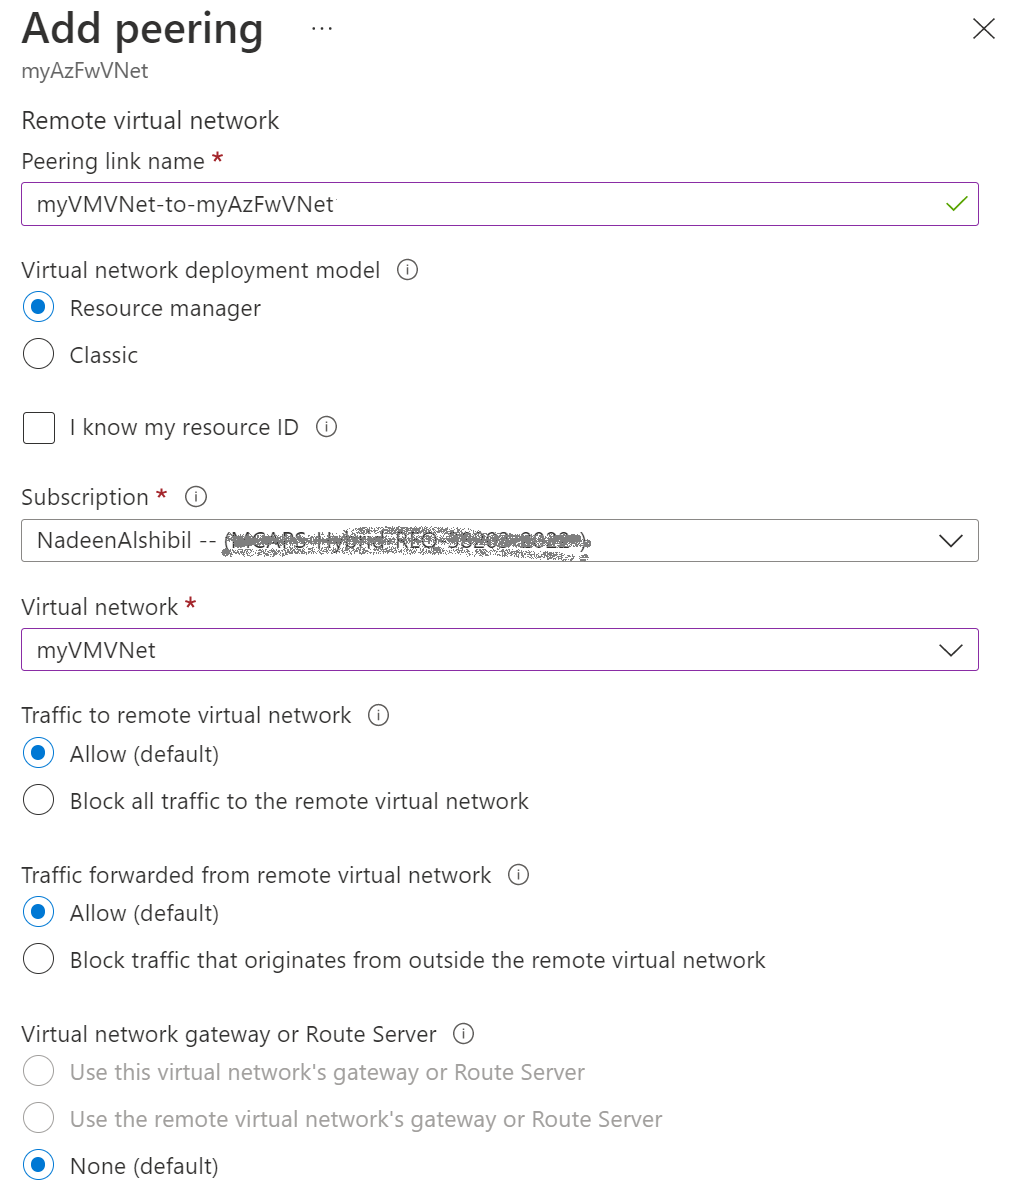 Add peering ...
myAzFwVNet
Remote virtual network
Peering link name *
myVMVNet-to-myAzFwVNet
Virtual network deployment model
Resource manager
Classic
I know my resource ID
Subscription *
NadeenAlshibil --
Virtual network *
myVMVNet
Traffic to remote virtual network
Allow (default)
Block all traffic to the remote virtual network
Traffic forwarded from remote virtual network
Allow (default)
Block traffic that originates from outside the remote virtual network
Virtual network gateway or Route Server
Use this virtual network's gateway or Route Server
Use the remote virtual network's gateway or Route Server
None (default)